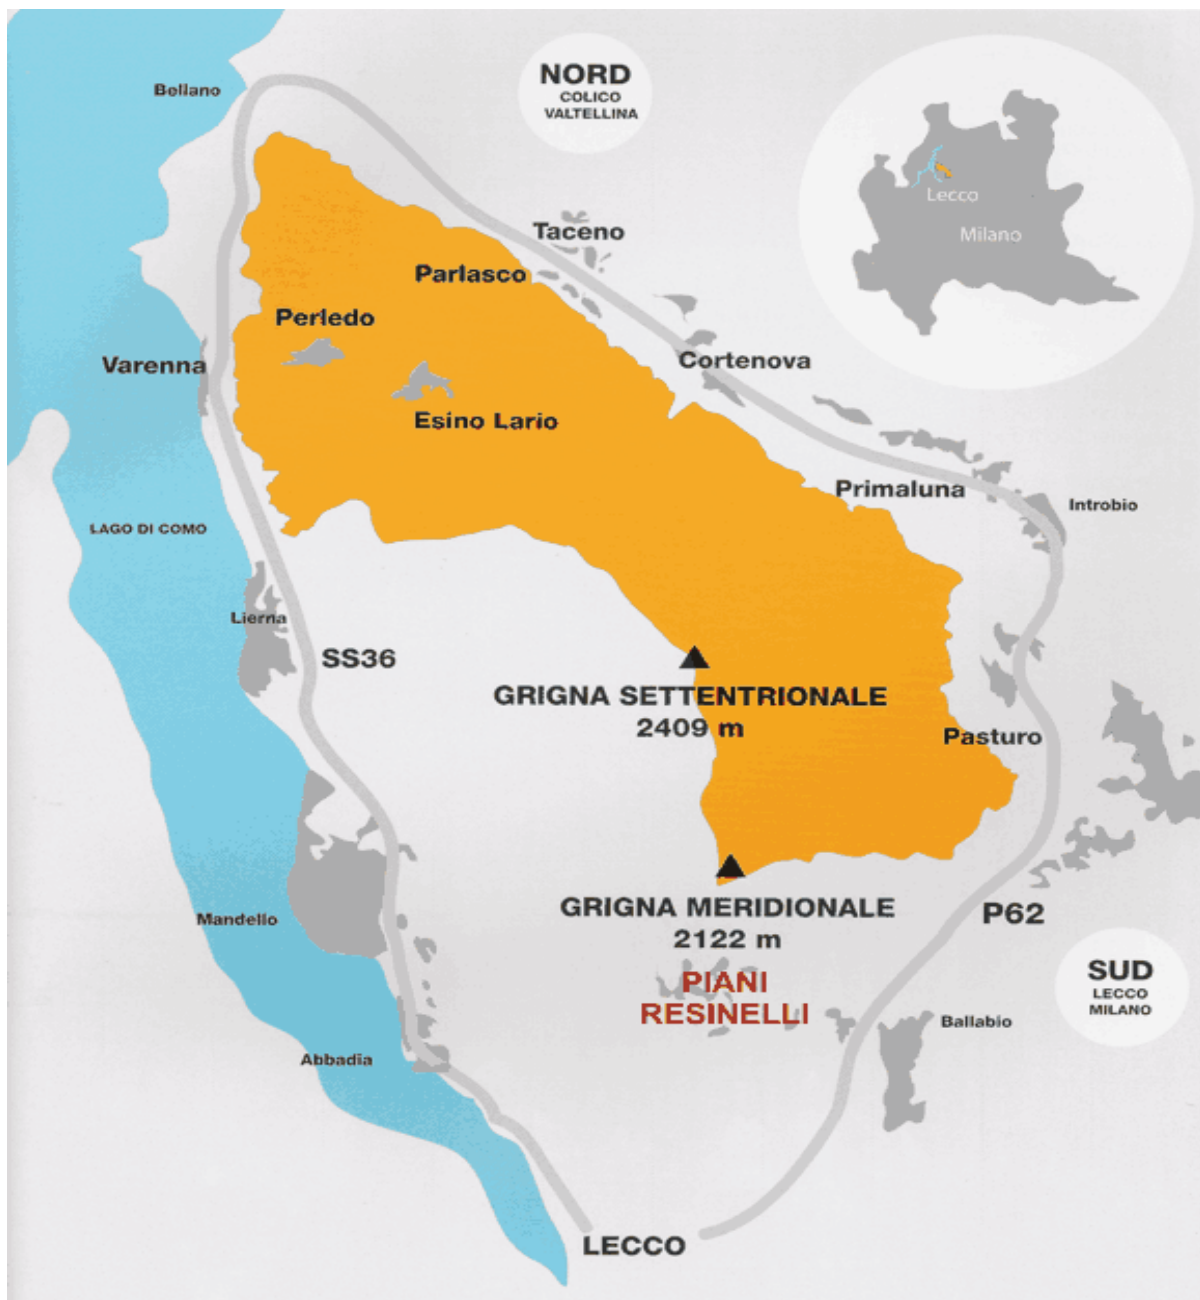 NORD
COLICO
VALTELLINA
Bellano
Lecco
Milano
Taceno
Parlasco
Perledo
Varenna
Cortenova
Esino Lario
Primaluna
Introbio
LAGO DI COMO
Lierna
SS36
GRIGNA SETTENTRIONALE
2409 m
Pasturo
GRIGNA MERIDIONALE
2122 m
P62
Mandello
PIANI
RESINELLI
SUD
LECCO
MILANO
Ballabio
Abbadia
LECCO